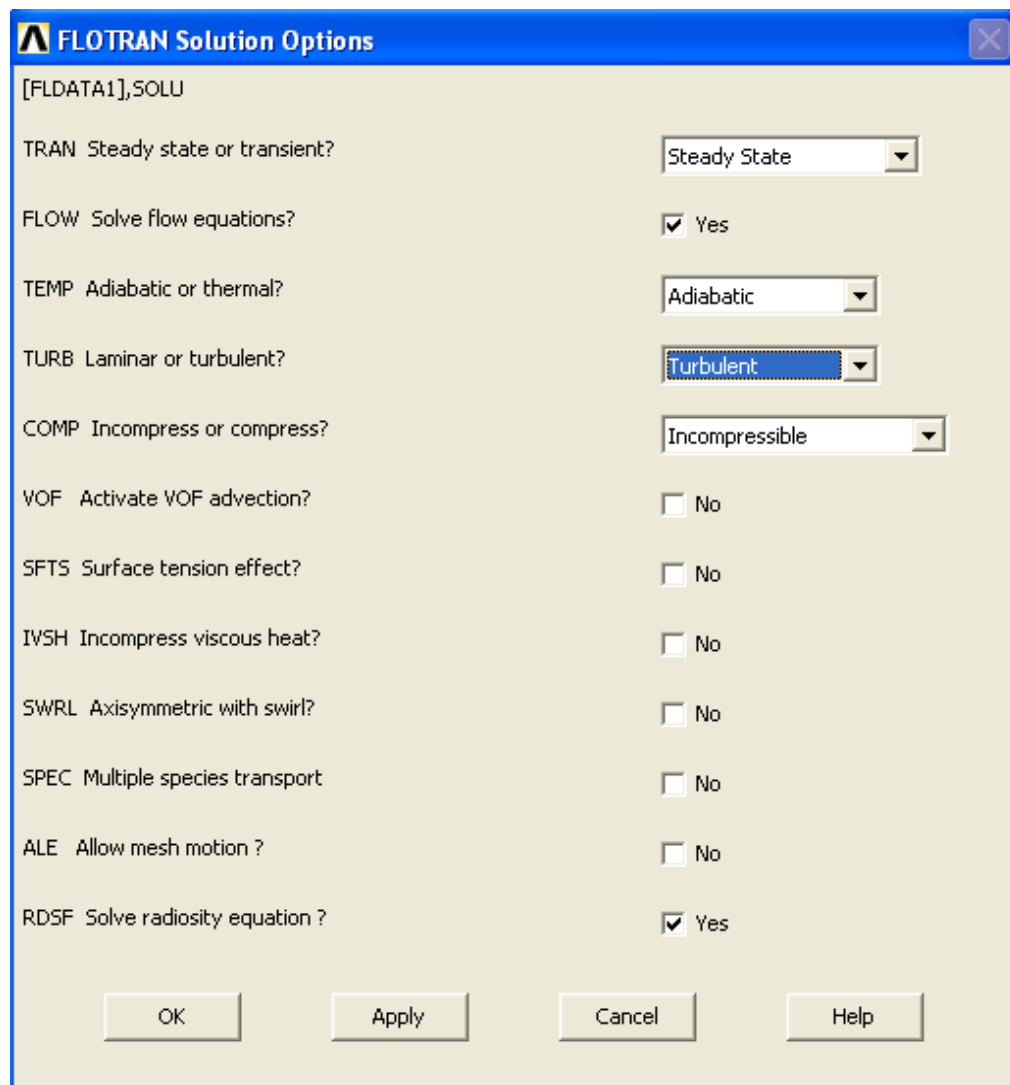 FLOTRAN Solution Options
[FLDATA1],SOLU
TRAN Steady state or transient? Steady State
FLOW Solve flow equations? Yes
TEMP Adiabatic or thermal? Adiabatic
TURB Laminar or turbulent? Turbulent
COMP Incompress or compress? Incompressible
VOF Activate VOF advection? No
SFTS Surface tension effect? No
IVSH Incompress viscous heat? No
SWRL Axisymmetric with swirl? No
SPEC Multiple species transport No
ALE Allow mesh motion ? No
RDSF Solve radiosity equation ? Yes
OK Apply Cancel Help